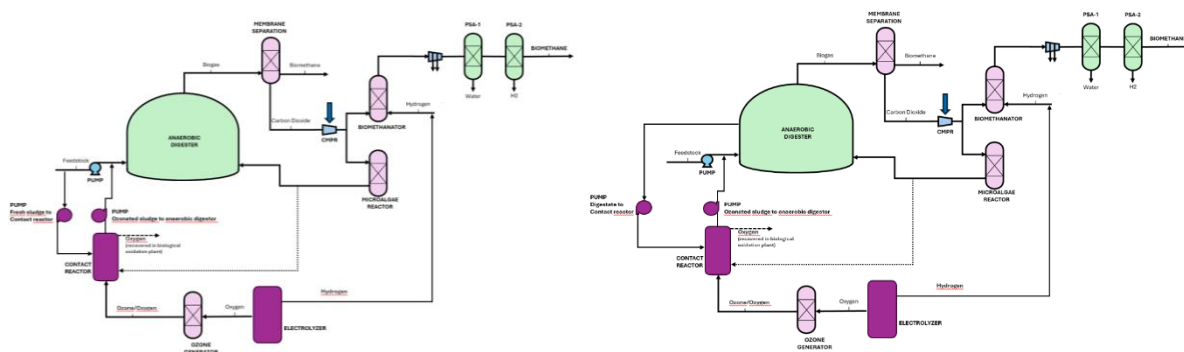 MEMBRANE
SEPARATION
PSA-1
PSA-2
BIOMETHANE
Biogas
Biomethane
Water
H2
Hydrogen
Carbon Dioxide
BIOMETHANATOR
CMPR
ANAEROBIC
DIGESTER
Feedstock
PUMP
MICROALGAE
REACTOR
PUMP
Fresh sludge to
Contact reactor
PUMP
Ozonated sludge to anaerobic digestor
Oxygen
(recovered in biological
oxidation plant)
CONTACT
REACTOR
Hydrogen
Ozone/Oxygen
Oxygen
ELECTROLYZER
OZONE
GENERATOR
MEMBRANE
SEPARATION
PSA-1
PSA-2
BIOMETHANE
Biogas
Biomethane
Water
H2
Hydrogen
Carbon Dioxide
BIOMETHANATOR
CMPR
ANAEROBIC
DIGESTER
Feedstock
PUMP
MICROALGAE
REACTOR
PUMP
Digestate to
Contact reactor
PUMP
Ozonated sludge to anaerobic digestor
Oxygen
(recovered in biological
oxidation plant)
CONTACT
REACTOR
Hydrogen
Ozone/Oxygen
Oxygen
ELECTROLYZER
OZONE
GENERATOR